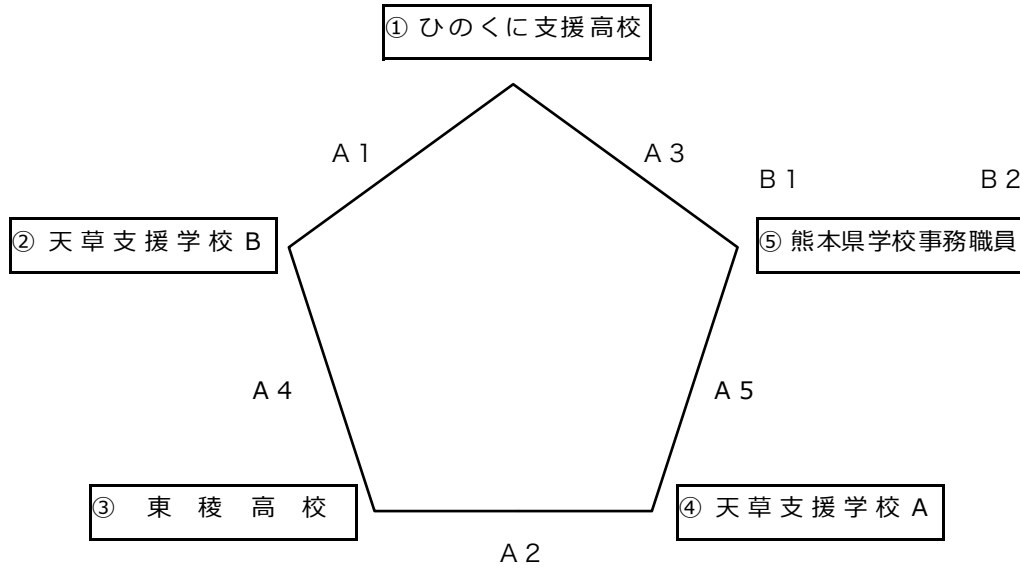 ① ひのくに支援高校
A 1
A 3
B 1
B 2
② 天草支援学校 B
⑤ 熊本県学校事務職員
A 4
A 5
③ 東稜高校
④ 天草支援学校 A
A 2